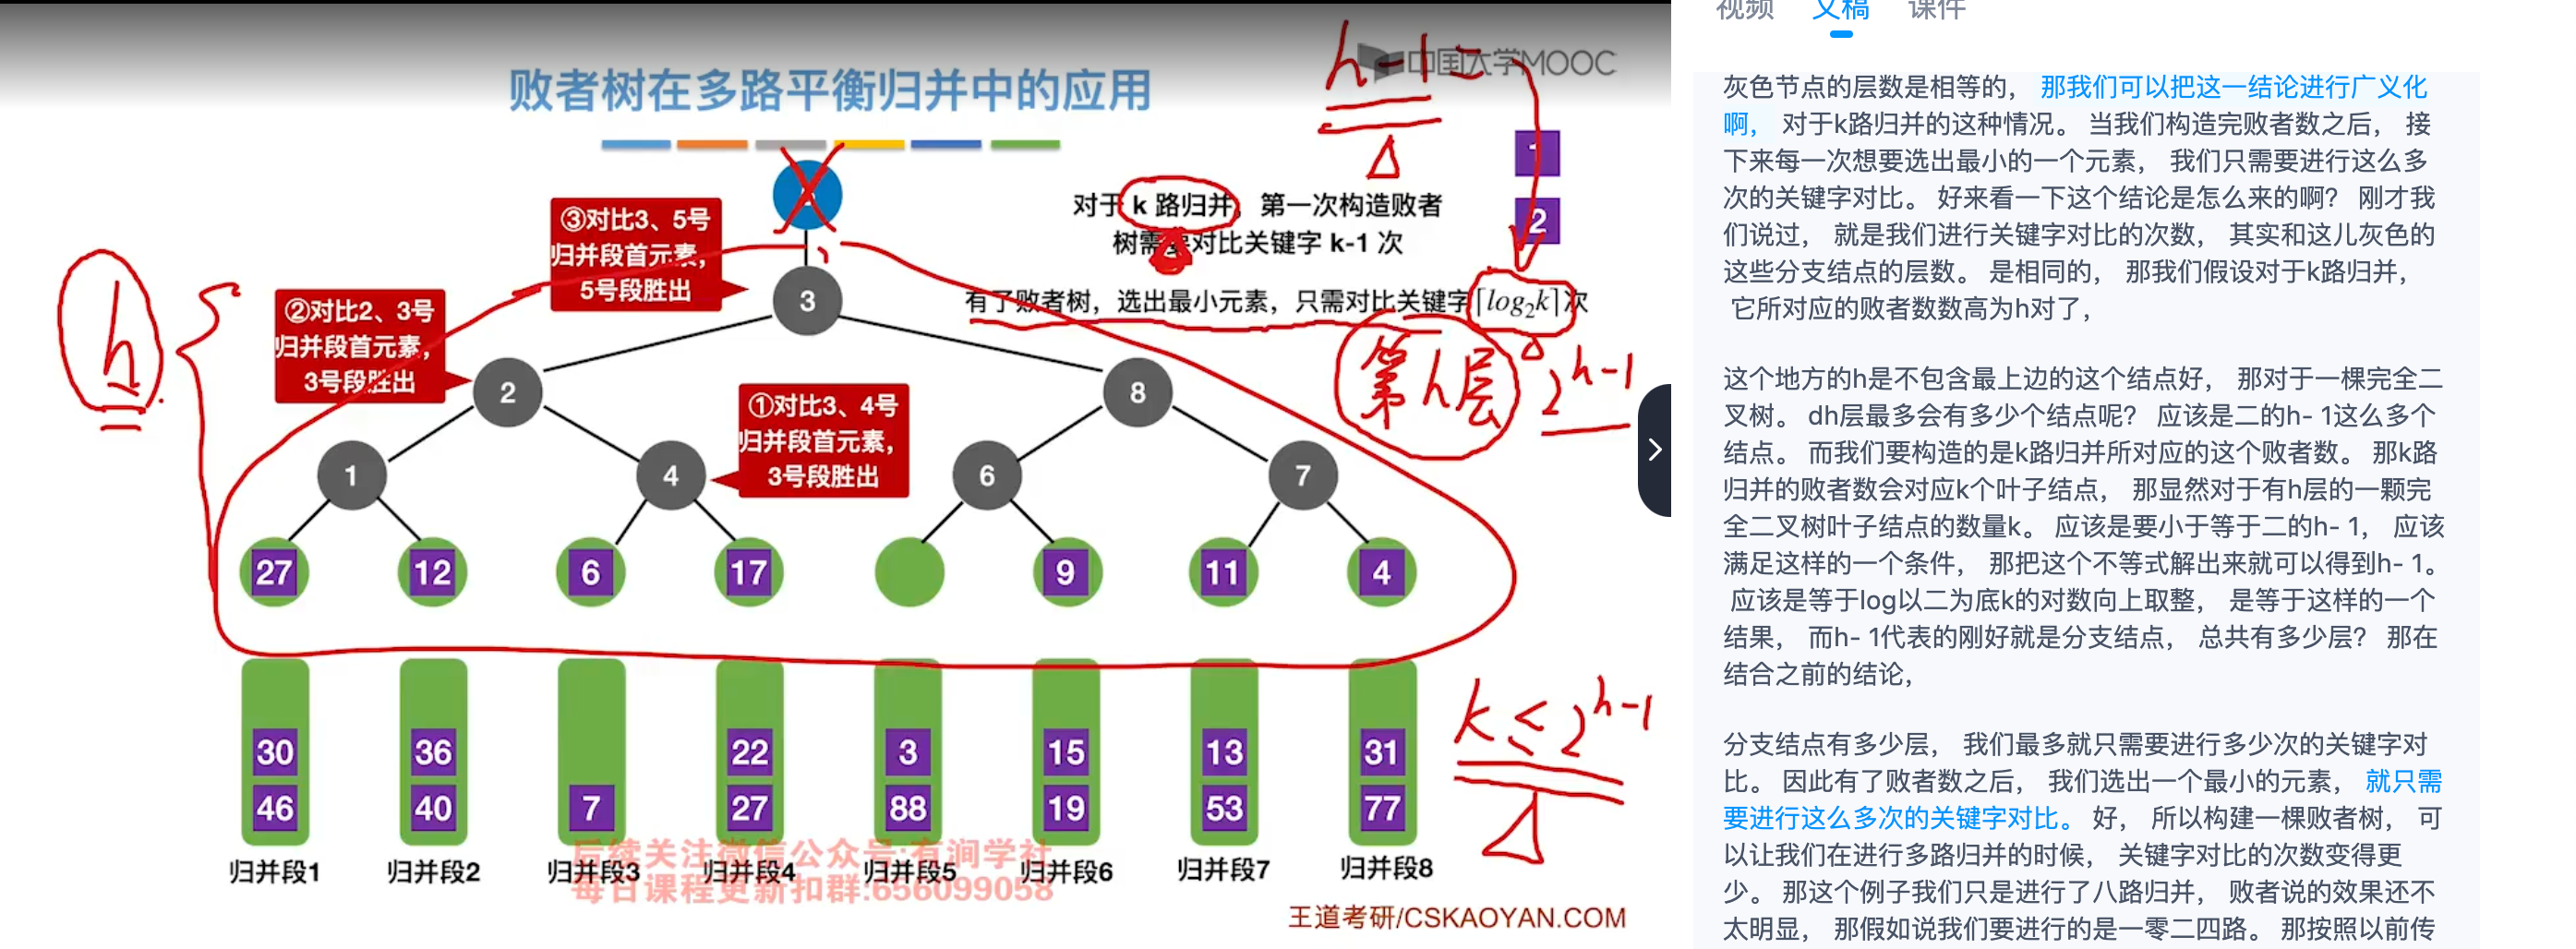 败者树在多路平衡归并中的应用
中国大学MOOC
h-1=
1
2
对于 k 路归并，第一次构造败者
树需要对比关键字 k-1 次
有了败者树，选出最小元素，只需对比关键字⌈log₂k⌉次
第h层 2^h-1
③对比3、5号
归并段首元素，
5号段胜出
②对比2、3号
归并段首元素，
3号段胜出
①对比3、4号
归并段首元素，
3号段胜出
h
3
2 8
1 4 6 7
27 12 6 17 9 11 4
30 36 22 3 15 13 31
46 40 7 27 88 19 53 77
k ≤ 2^h-1
归并段1 归并段2 归并段3 归并段4 归并段5 归并段6 归并段7 归并段8
后续关注微信公众号:有涧学社
每日课程更新扣群:656099058
王道考研/CSKAOYAN.COM
视频 文稿 课件
灰色节点的层数是相等的， 那我们可以把这一结论进行广义化
啊， 对于k路归并的这种情况。 当我们构造完败者数之后， 接
下来每一次想要选出最小的一个元素， 我们只需要进行这么多
次的关键字对比。 好来看一下这个结论是怎么来的啊？ 刚才我
们说过， 就是我们进行关键字对比的次数， 其实和这儿灰色的
这些分支结点的层数。 是相同的， 那我们假设对于k路归并，
它所对应的败者数数高为h对了，
这个地方的h是不包含最上边的这个结点好， 那对于一棵完全二
叉树。 dh层最多会有多少个结点呢？ 应该是二的h- 1这么多个
结点。 而我们要构造的是k路归并所对应的这个败者数。 那k路
归并的败者数会对应k个叶子结点， 那显然对于有h层的一颗完
全二叉树叶子结点的数量k。 应该是要小于等于二的h- 1， 应该
满足这样的一个条件， 那把这个不等式解出来就可以得到h- 1。
应该是等于log以二为底k的对数向上取整， 是等于这样的一个
结果， 而h- 1代表的刚好就是分支结点， 总共有多少层？ 那在
结合之前的结论，
分支结点有多少层， 我们最多就只需要进行多少次的关键字对
比。 因此有了败者数之后， 我们选出一个最小的元素， 就只需
要进行这么多次的关键字对比。 好， 所以构建一棵败者树， 可
以让我们在进行多路归并的时候， 关键字对比的次数变得更
少。 那这个例子我们只是进行了八路归并， 败者说的效果还不
太明显， 那假如说我们要进行的是一零二四路。 那按照以前传